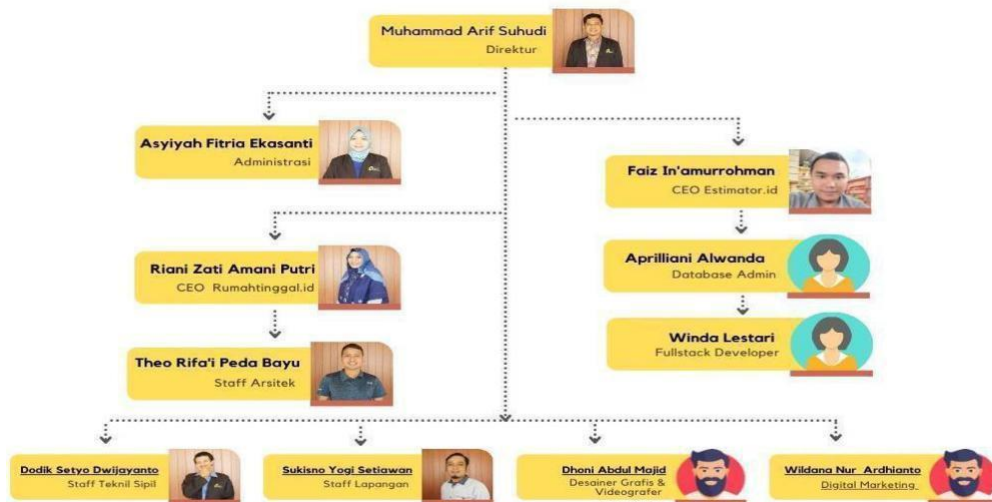 Muhammad Arif Suhudi
Direktur
Asyiyah Fitria Ekasanti
Administrasi
Faiz In'amurrohman
CEO Estimator.id
Riani Zati Amani Putri
CEO Rumahtinggal.id
Aprilliani Alwanda
Database Admin
Theo Rifa'i Peda Bayu
Staff Arsitek
Winda Lestari
Fullstack Developer
Dodik Setyo Dwijayanto
Staff Teknil Sipil
Sukisno Yogi Setiawan
Staff Lapangan
Dhoni Abdul Majid
Desainer Grafis &
Videografer
Wildana Nur Ardhianto
Digital Marketing